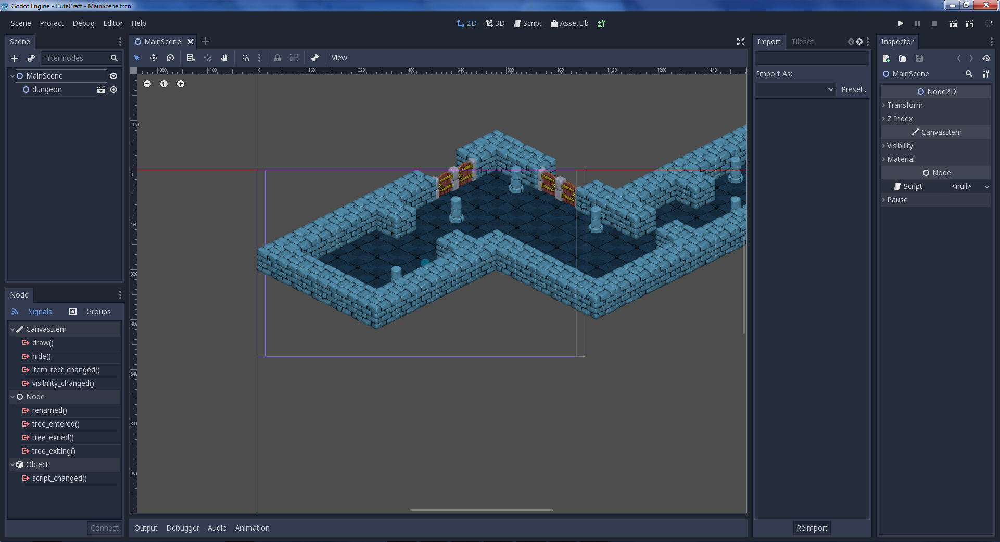 Godot Engine - CuteCraft - MainScene.tscn
Scene Project Debug Editor Help
2D 3D Script AssetLib
Scene
Filter nodes
MainScene
dungeon
MainScene
View
-320 -160 0 160 320 480 640 800 960 1120 1280 1440
-160
0
160
320
480
640
800
960
1
Node
Signals Groups
CanvasItem
draw()
hide()
item_rect_changed()
visibility_changed()
Node
renamed()
tree_entered()
tree_exited()
tree_exiting()
Object
script_changed()
Connect
Output Debugger Audio Animation
Import Tileset
Import As:
Preset..
Reimport
Inspector
MainScene
Node2D
Transform
Z Index
CanvasItem
Visibility
Material
Node
Script <null>
Pause